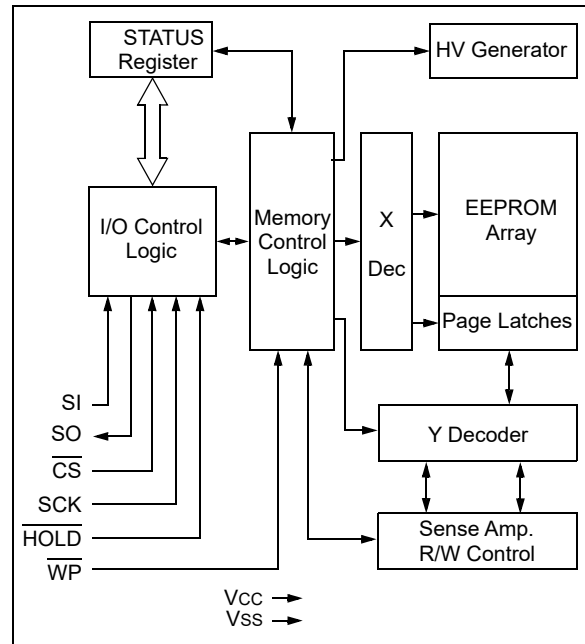 STATUS
Register
HV Generator
I/O Control
Logic
Memory
Control
Logic
X
Dec
EEPROM
Array
Page Latches
SI
SO
CS
SCK
HOLD
WP
Y Decoder
Sense Amp.
R/W Control
VCC
VSS